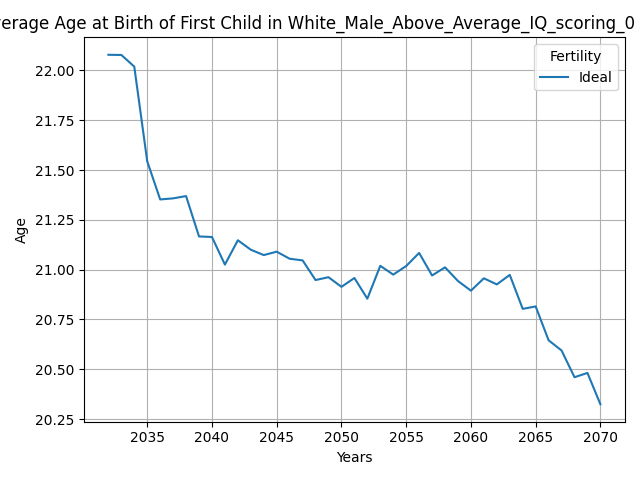 erage Age at Birth of First Child in White_Male_Above_Average_IQ_scoring_0
Fertility
Ideal
22.00
21.75
21.50
21.25
21.00
20.75
20.50
20.25
Age
2035 2040 2045 2050 2055 2060 2065 2070
Years